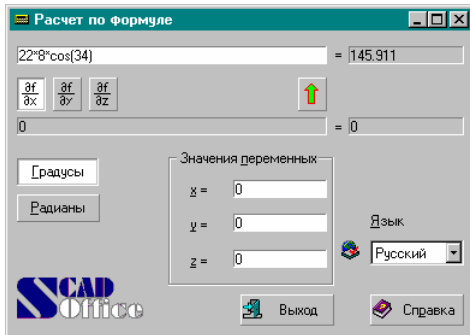 Расчет по формуле
22*8*cos(34) = 145.911
∂f/∂x ∂f/∂y ∂f/∂z
0 = 0
Градусы
Радианы
Значения переменных
x = 0
y = 0
z = 0
Язык
Русский
SCAD Office
Выход
Справка